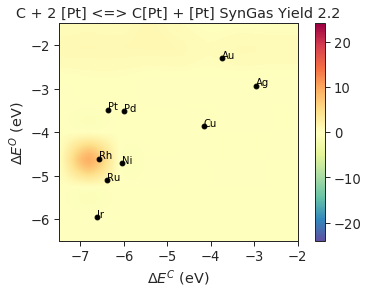 C + 2 [Pt] <=> C[Pt] + [Pt] SynGas Yield 2.2
−2
−3
−4
−5
−6
ΔE^O (eV)
Au
Ag
Pt
Pd
Cu
Rh
Ni
Ru
Ir
−7
−6
−5
−4
−3
−2
ΔE^C (eV)
20
10
0
−10
−20